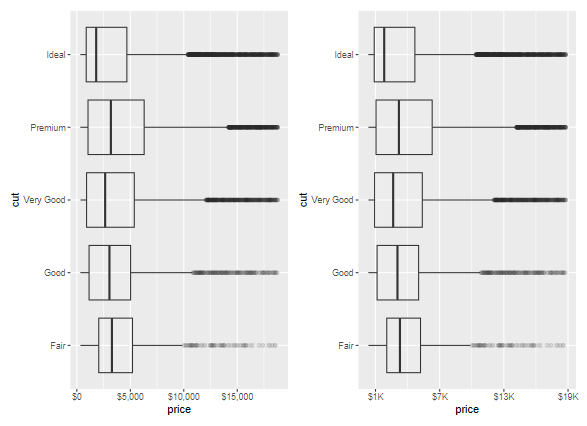 Ideal
Premium
Very Good
Good
Fair
cut
$0 $5,000 $10,000 $15,000
price
Ideal
Premium
Very Good
Good
Fair
cut
$1K $7K $13K $19K
price